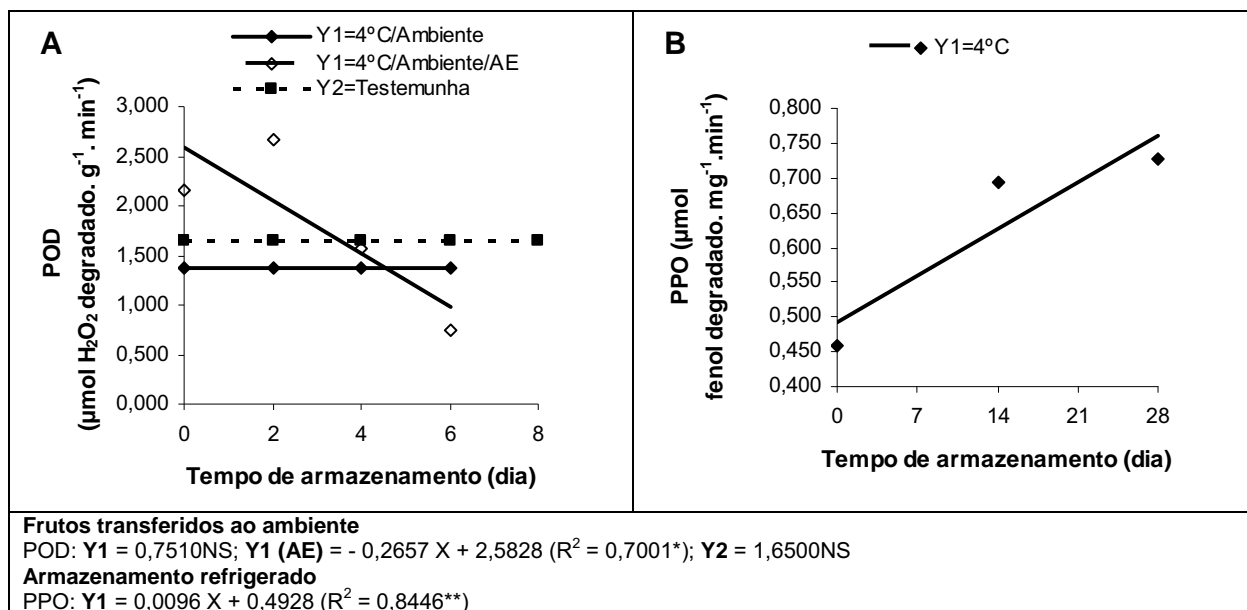 A
Y1=4ºC/Ambiente
Y1=4ºC/Ambiente/AE
Y2=Testemunha
3,000
2,500
2,000
1,500
1,000
0,500
0,000
0 2 4 6 8
POD
(µmol H₂O₂ degradado. g⁻¹. min⁻¹)
Tempo de armazenamento (dia)
B
Y1=4ºC
0,800
0,750
0,700
0,650
0,600
0,550
0,500
0,450
0,400
0 7 14 21 28
PPO (µmol
fenol degradado. mg⁻¹.min⁻¹)
Tempo de armazenamento (dia)
Frutos transferidos ao ambiente
POD: Y1 = 0,7510NS; Y1 (AE) = - 0,2657 X + 2,5828 (R² = 0,7001*); Y2 = 1,6500NS
Armazenamento refrigerado
PPO: Y1 = 0,0096 X + 0,4928 (R² = 0,8446**)